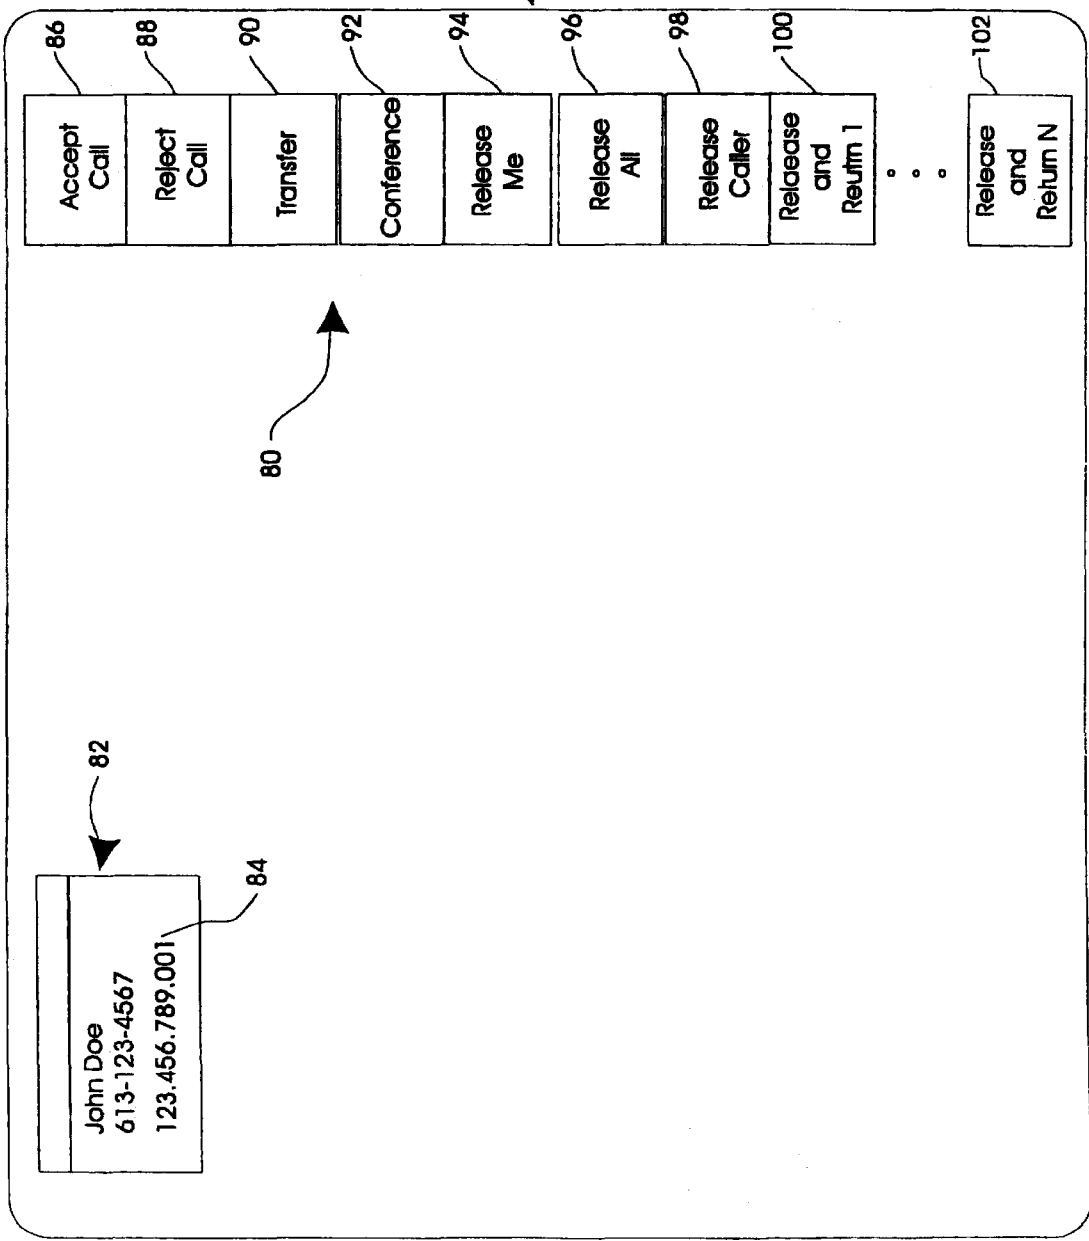 John Doe
613-123-4567
123.456.789.001
82
84
80
Accept
Call
86
Reject
Call
88
Transfer
90
Conference
92
Release
Me
94
Release
All
96
Release
Caller
98
Relaease
and
Reutrn 1
100
Release
and
Return N
102